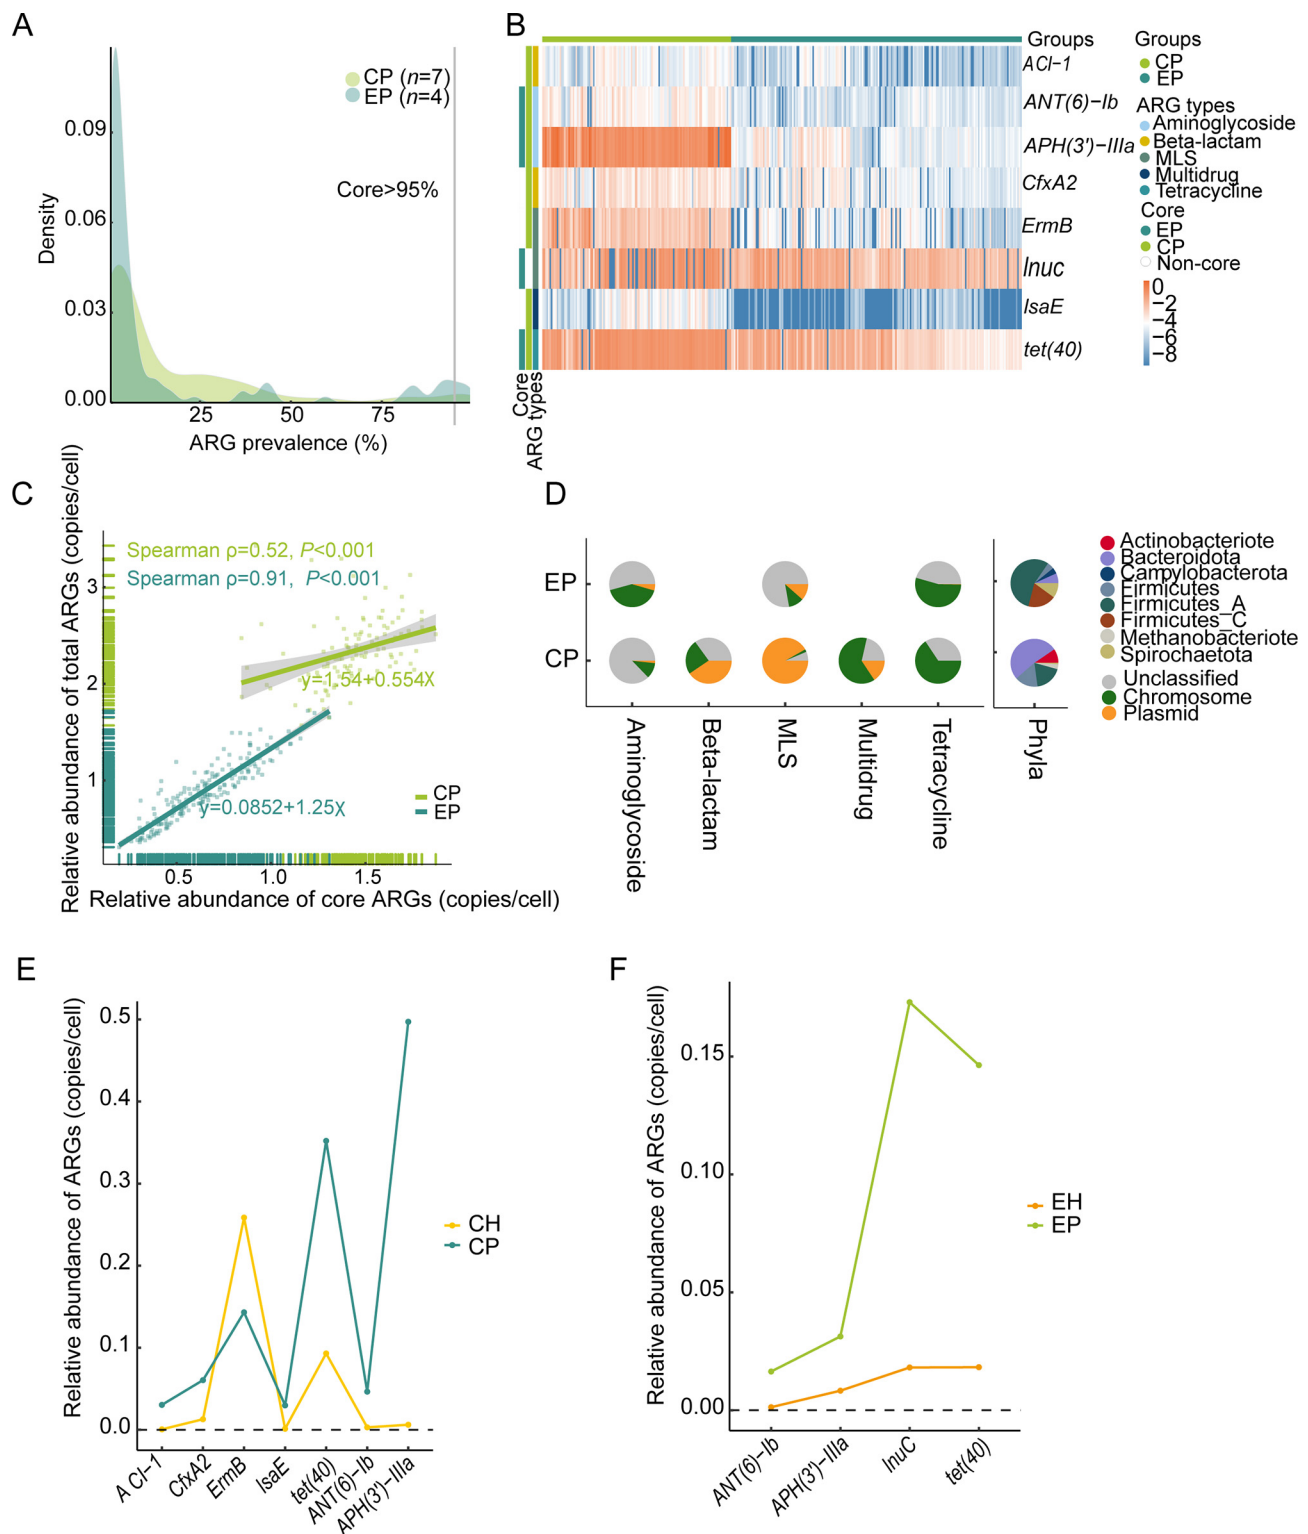 A
CP (n=7)
EP (n=4)
Core>95%
0.09
0.06
0.03
0.00
Density
25 50 75
ARG prevalence (%)
B
Groups
ACI−1
ANT(6)−Ib
APH(3')−IIIa
CfxA2
ErmB
lnuc
lsaE
tet(40)
Core
ARG types
Groups
CP
EP
ARG types
Aminoglycoside
Beta−lactam
MLS
Multidrug
Tetracycline
Core
EP
CP
Non−core
0
−2
−4
−6
−8
C
Spearman ρ=0.52, P<0.001
Spearman ρ=0.91, P<0.001
y=1.54+0.554X
y=0.0852+1.25X
CP
EP
3
2
1
Relative abundance of total ARGs (copies/cell)
0.5 1.0 1.5
Relative abundance of core ARGs (copies/cell)
D
EP
CP
Aminoglycoside
Beta−lactam
MLS
Multidrug
Tetracycline
Phyla
Actinobacteriote
Bacteroidota
Campylobacterota
Firmicutes
Firmicutes_A
Firmicutes_C
Methanobacteriote
Spirochaetota
Unclassified
Chromosome
Plasmid
E
0.5
0.4
0.3
0.2
0.1
0.0
Relative abundance of ARGs (copies/cell)
CH
CP
A CI−1
CfxA2
ErmB
lsaE
tet(40)
ANT(6)−Ib
APH(3')−IIIa
F
0.15
0.10
0.05
0.00
Relative abundance of ARGs (copies/cell)
EH
EP
ANT(6)−Ib
APH(3')−IIIa
lnuC
tet(40)